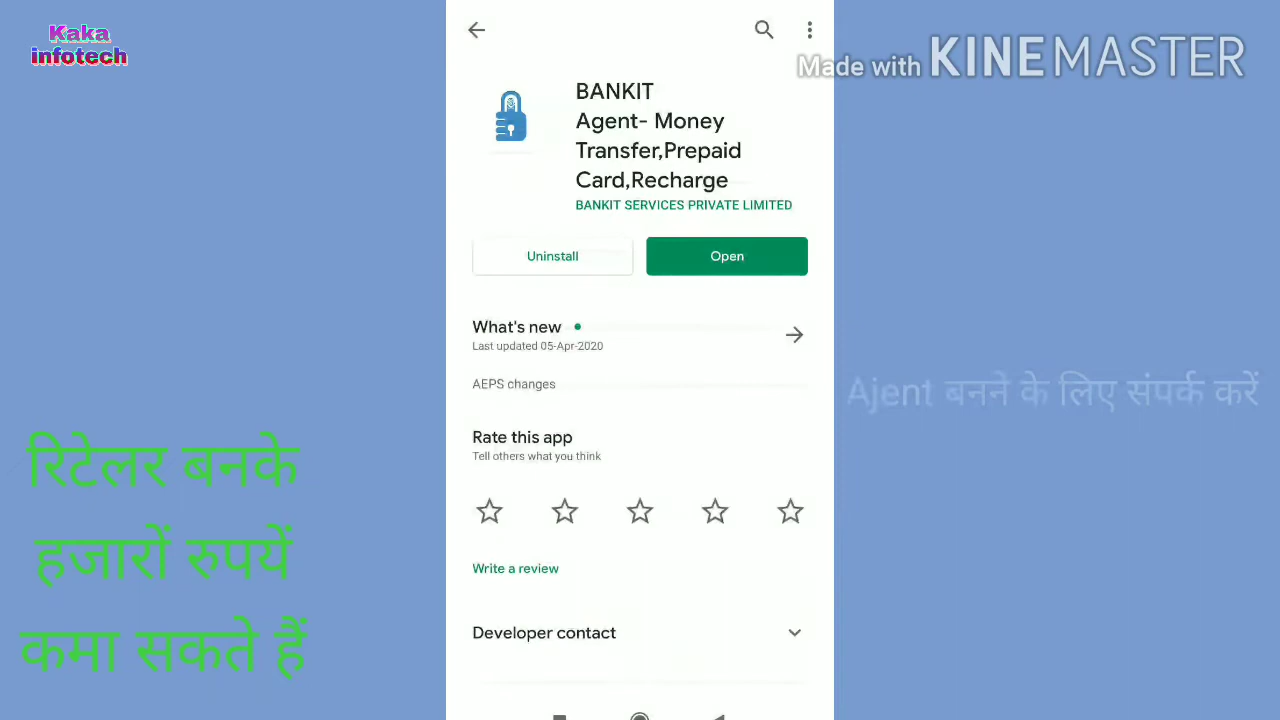 Kaka
infotech
Made with KINEMASTER
BANKIT
Agent- Money
Transfer,Prepaid
Card,Recharge
BANKIT SERVICES PRIVATE LIMITED
Uninstall
Open
What's new
Last updated 05-Apr-2020
AEPS changes
Ajent बनने के लिए संपर्क करें
Rate this app
Tell others what you think
रिटेलर बनके
हजारों रुपयें
कमा सकते हैं
Write a review
Developer contact